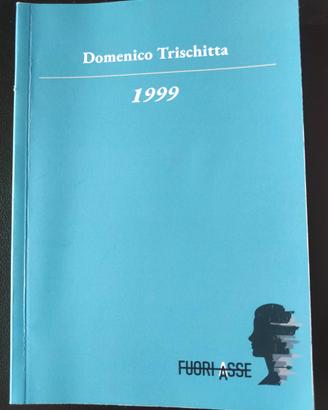 Domenico Trischitta
1999
FUORI ASSE